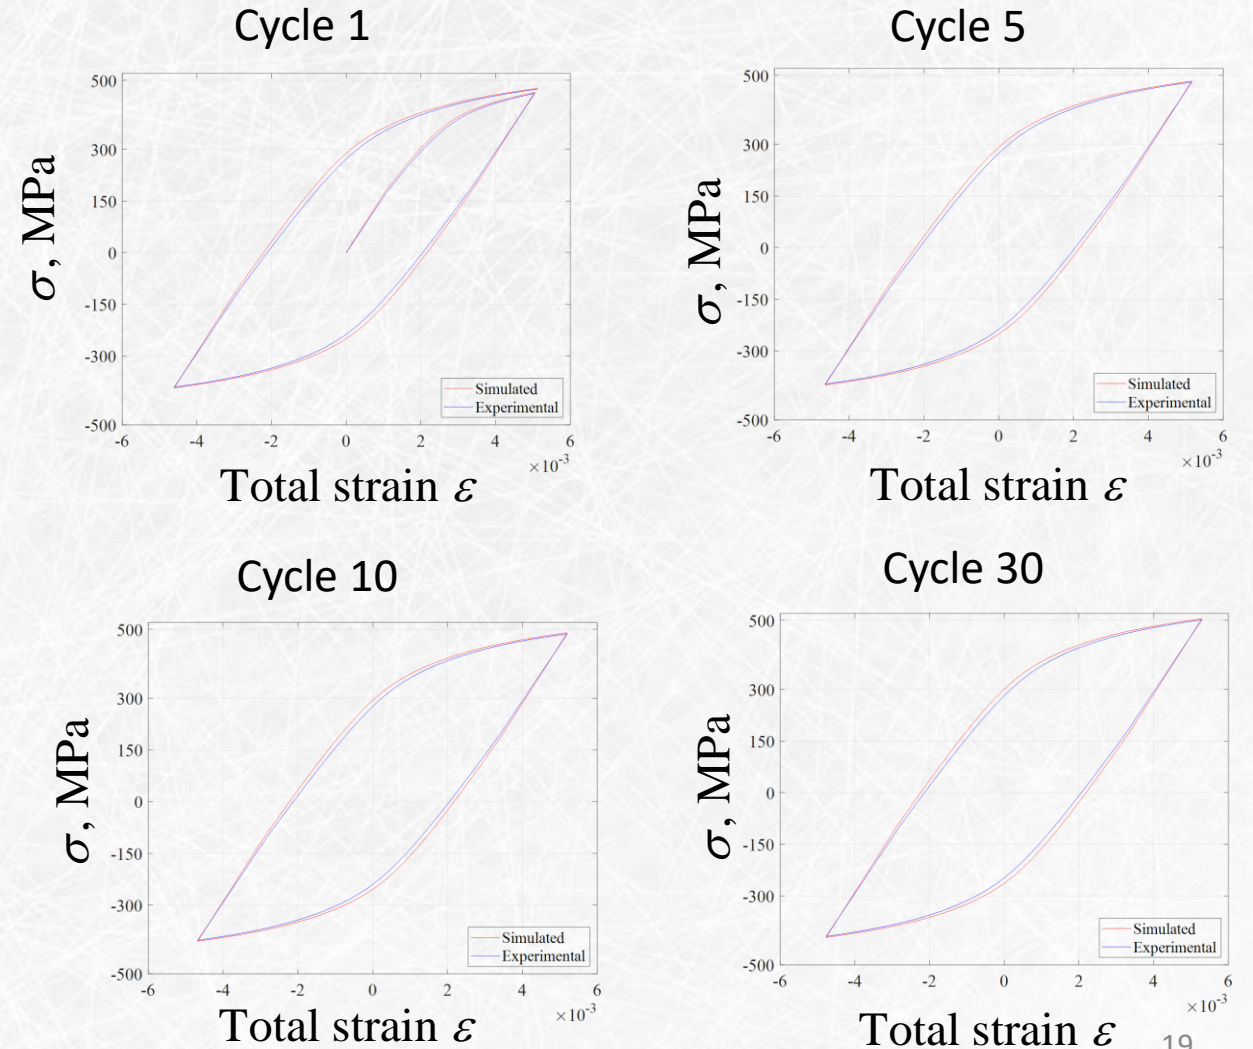 Cycle 1
500
300
150
0
-150
-300
-500
σ, MPa
Simulated
Experimental
-6 -4 -2 0 2 4 6
×10-3
Total strain ε
Cycle 5
500
300
150
0
-150
-300
-500
σ, MPa
Simulated
Experimental
-6 -4 -2 0 2 4 6
×10-3
Total strain ε
Cycle 10
500
300
150
0
-150
-300
-500
σ, MPa
Simulated
Experimental
-6 -4 -2 0 2 4 6
×10-3
Total strain ε
Cycle 30
500
300
150
0
-150
-300
-500
σ, MPa
Simulated
Experimental
-6 -4 -2 0 2 4 6
×10-3
Total strain ε
19